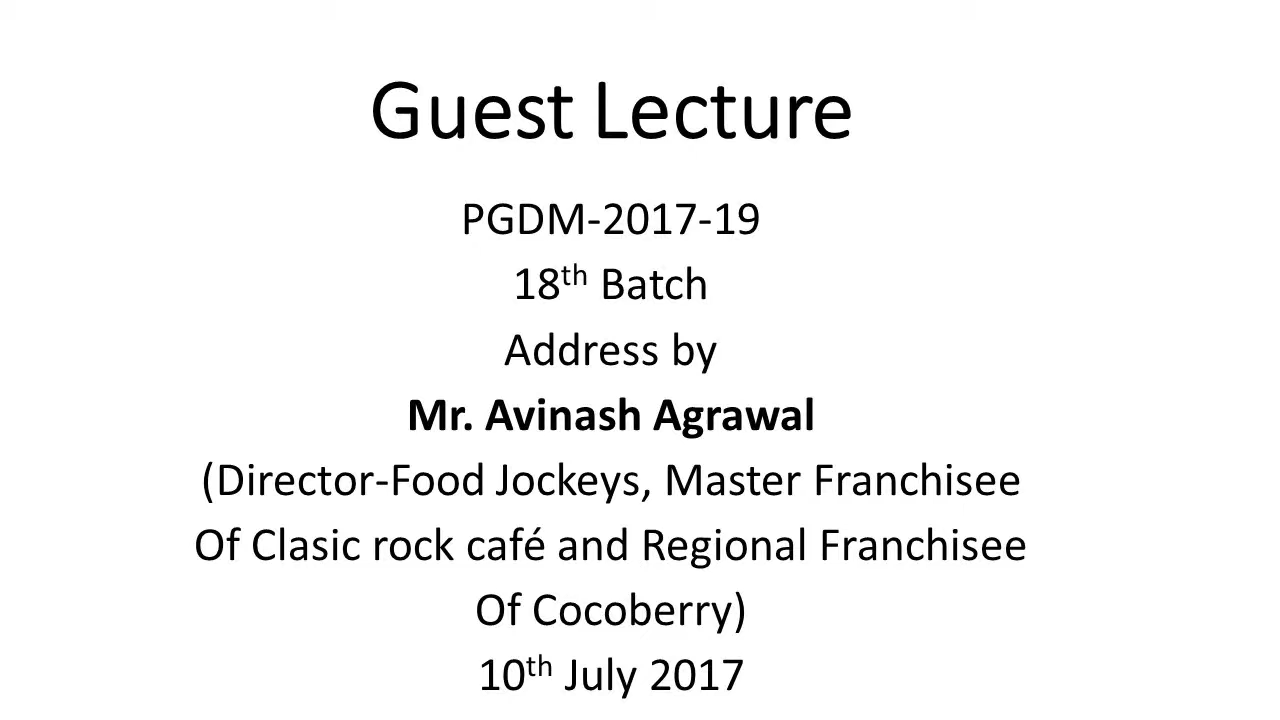 Guest Lecture
PGDM-2017-19
18th Batch
Address by
Mr. Avinash Agrawal
(Director-Food Jockeys, Master Franchisee
Of Clasic rock café and Regional Franchisee
Of Cocoberry)
10th July 2017